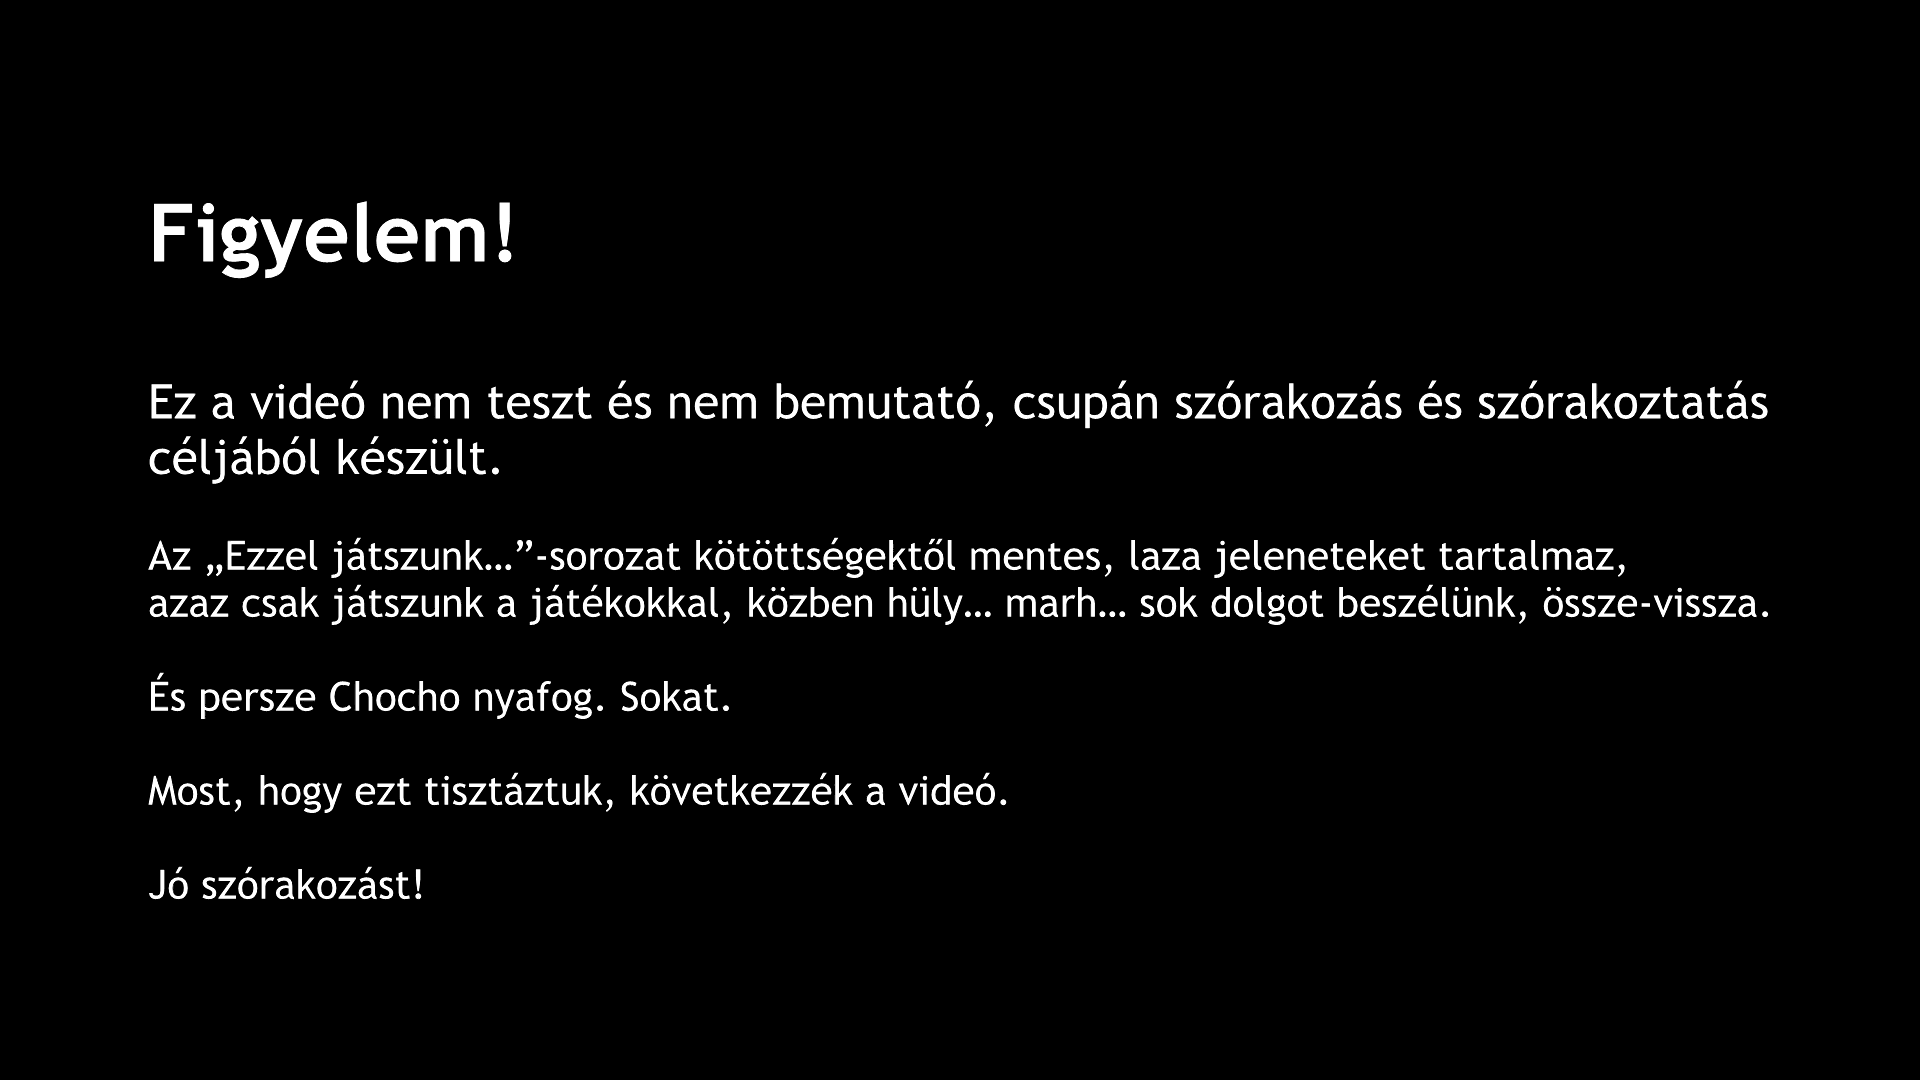 Figyelem!
Ez a videó nem teszt és nem bemutató, csupán szórakozás és szórakoztatás
céljából készült.
Az „Ezzel játszunk…”-sorozat kötöttségektől mentes, laza jeleneteket tartalmaz,
azaz csak játszunk a játékokkal, közben hüly… marh… sok dolgot beszélünk, össze-vissza.
És persze Chocho nyafog. Sokat.
Most, hogy ezt tisztáztuk, következzék a videó.
Jó szórakozást!